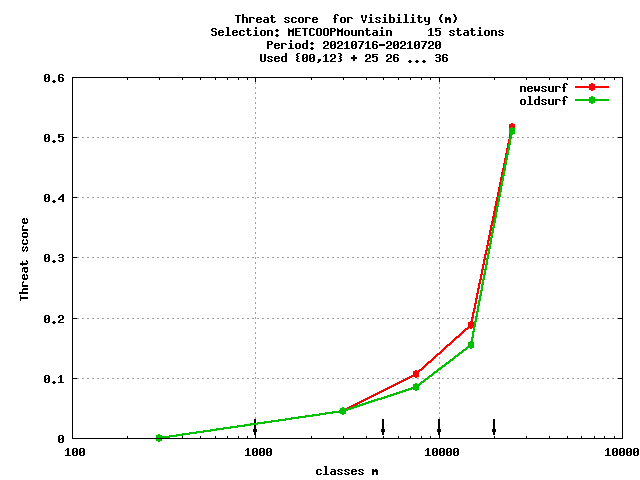 Threat score  for Visibility (m)
Selection: METCOOPMountain     15 stations
Period: 20210716-20210720
Used {00,12} + 25 26 ... 36
newsurf
oldsurf
0.6
0.5
0.4
0.3
0.2
0.1
0
Threat score
100
1000
10000
10000
classes m